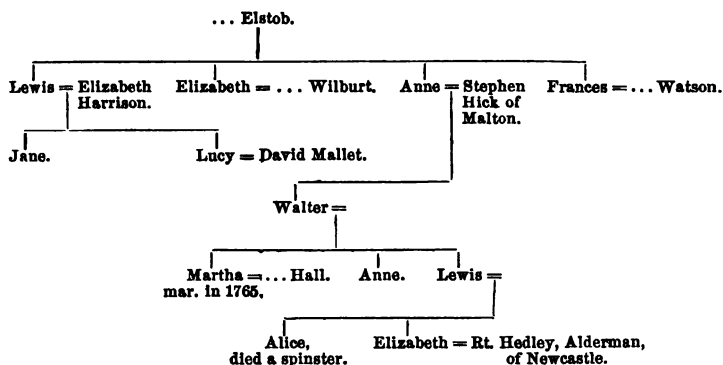 ... Elstob.
Lewis = Elizabeth Harrison. Elizabeth = ... Wilburt. Anne = Stephen Hick of Malton. Frances = ... Watson.
Jane. Lucy = David Mallet.
Walter =
Martha = ... Hall. mar. in 1765. Anne. Lewis =
Alice, died a spinster. Elizabeth = Rt. Hedley, Alderman, of Newcastle.